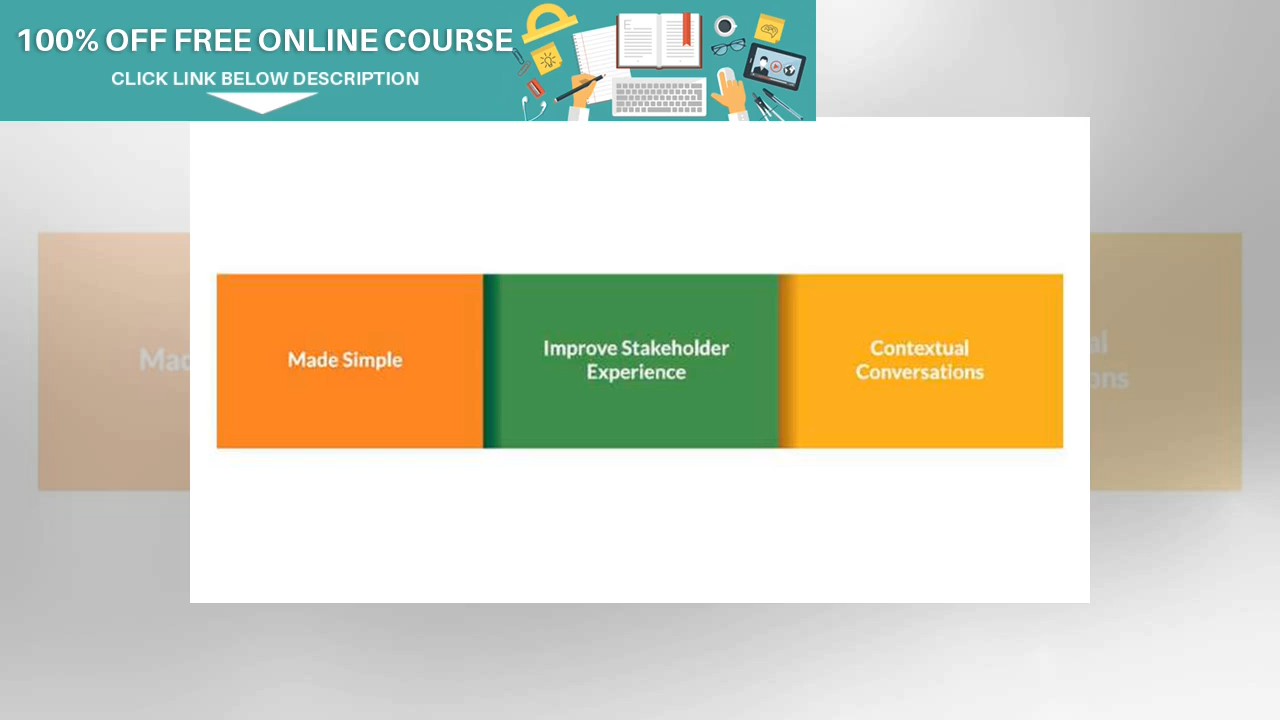 100% OFF FREE ONLINE COURSE
CLICK LINK BELOW DESCRIPTION
Made Simple
Improve Stakeholder
Experience
Contextual
Conversations